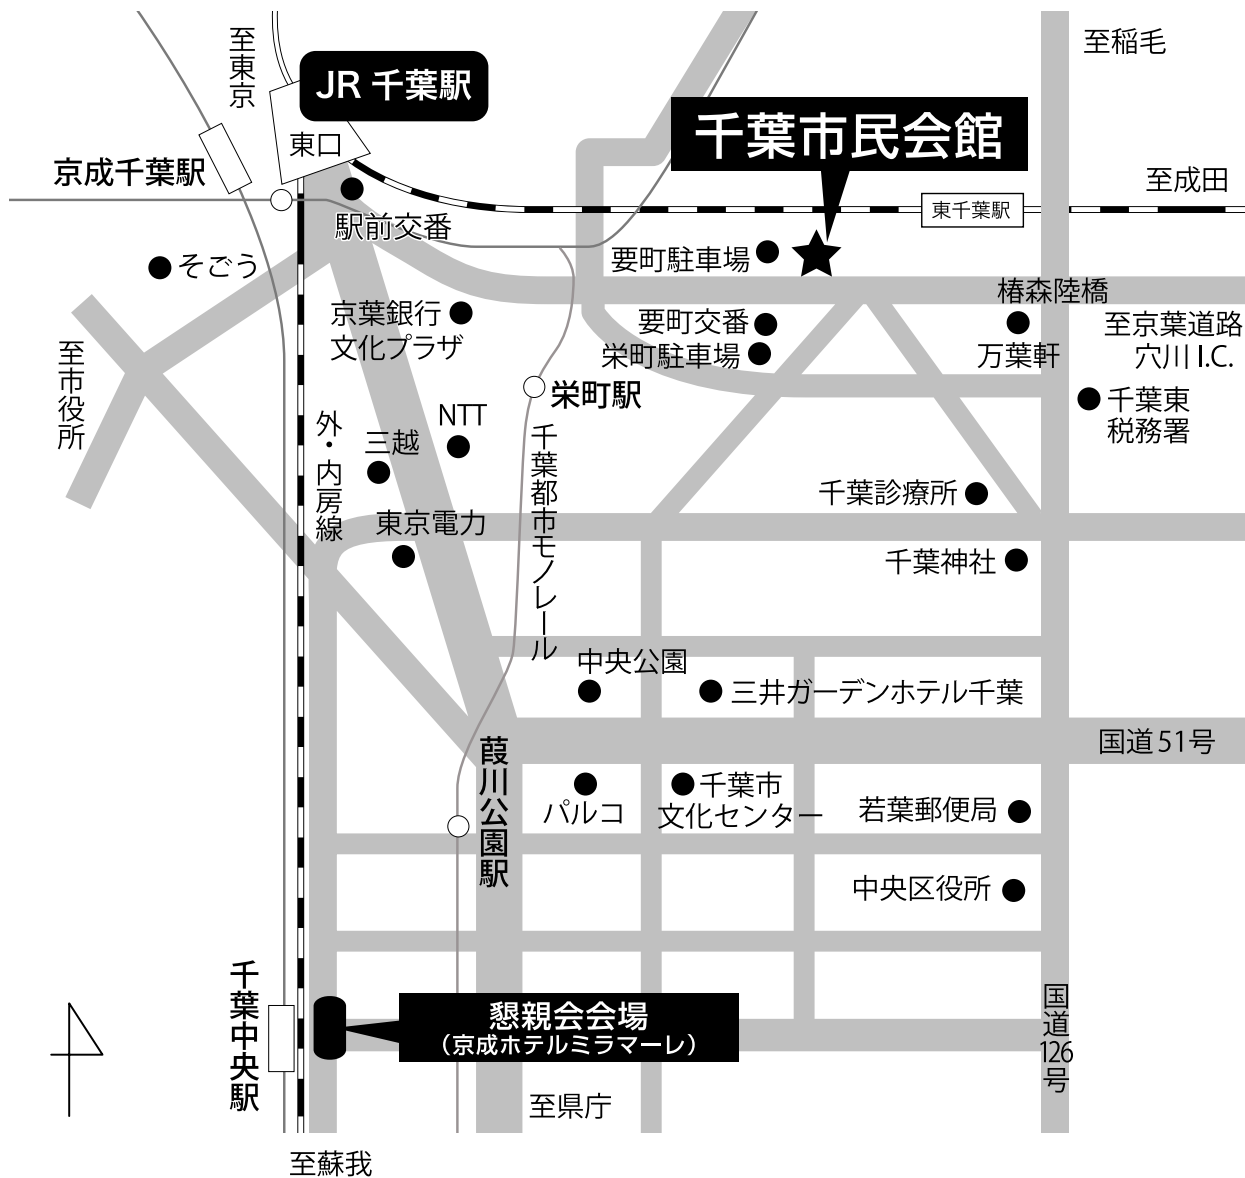 至東京
至稲毛
JR 千葉駅
千葉市民会館
東口
京成千葉駅
至成田
東千葉駅
駅前交番
要町駐車場
そごう
椿森陸橋
京葉銀行
文化プラザ
要町交番
至京葉道路
穴川 I.C.
栄町駐車場
万葉軒
至市役所
栄町駅
千葉東
税務署
NTT
外・内房線
三越
千葉都市モノレール
千葉診療所
東京電力
千葉神社
中央公園
三井ガーデンホテル千葉
葭川公園駅
国道51号
パルコ
千葉市
文化センター
若葉郵便局
中央区役所
千葉中央駅
国道126号
懇親会会場
(京成ホテルミラマーレ)
至県庁
至蘇我